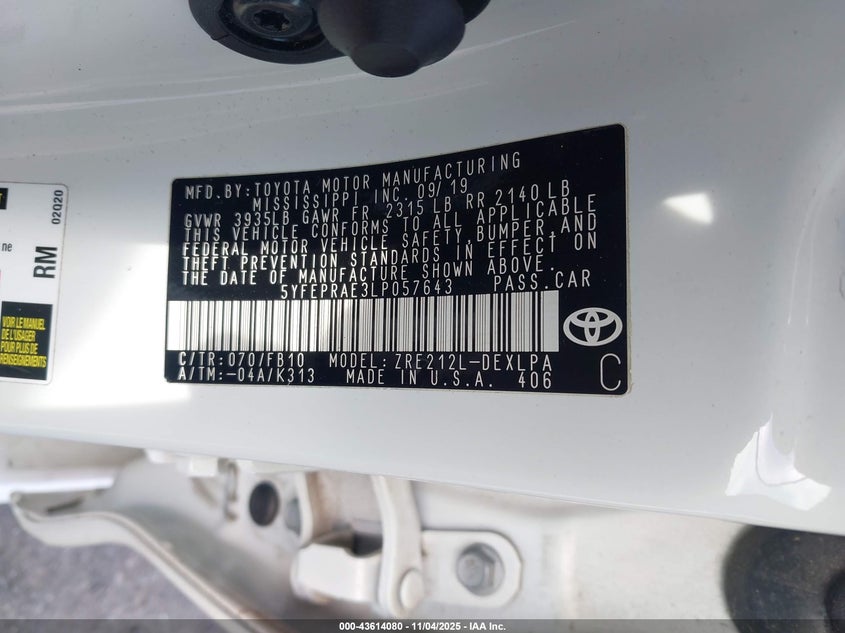 MFD.BY:TOYOTA MOTOR MANUFACTURING
MISSISSIPPI INC. 09/19
GVWR 3935LB GAWR FR 2315 LB RR 2140 LB
THIS VEHICLE CONFORMS TO ALL APPLICABLE
FEDERAL MOTOR VEHICLE SAFETY,BUMPER,AND
THEFT PREVENTION STANDARDS IN EFFECT ON
THE DATE OF MANUFACTURE SHOWN ABOVE.
5YFEPRAE3LP057643 PASS.CAR
C/TR:070/FB10 MODEL:ZRE212L-DEXLPA
A/TM:-04A/K313 MADE IN U.S.A. 406
C
02Q20
ne
RM
VOIR LE MANUEL
DE L'USAGER
POUR PLUS DE
000-43614080 - 11/04/2025 - IAA Inc.